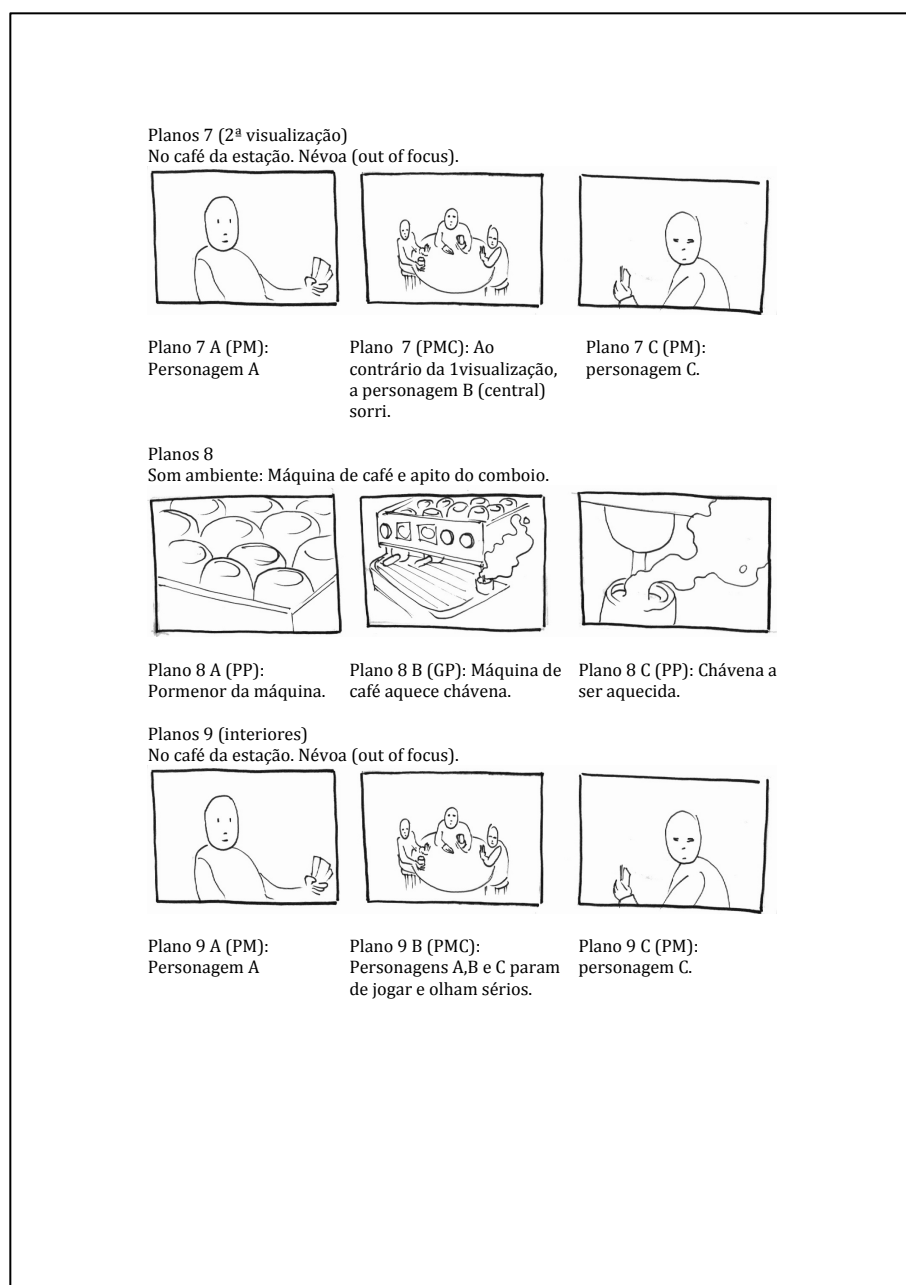 Planos 7 (2ª visualização)
No café da estação. Névoa (out of focus).
Plano 7 A (PM):
Personagem A
Plano  7 (PMC): Ao
contrário da 1visualização,
a personagem B (central)
sorri.
Plano 7 C (PM):
personagem C.
Planos 8
Som ambiente: Máquina de café e apito do comboio.
Plano 8 A (PP):
Pormenor da máquina.
Plano 8 B (GP): Máquina de
café aquece chávena.
Plano 8 C (PP): Chávena a
ser aquecida.
Planos 9 (interiores)
No café da estação. Névoa (out of focus).
Plano 9 A (PM):
Personagem A
Plano 9 B (PMC):
Personagens A,B e C param
de jogar e olham sérios.
Plano 9 C (PM):
personagem C.